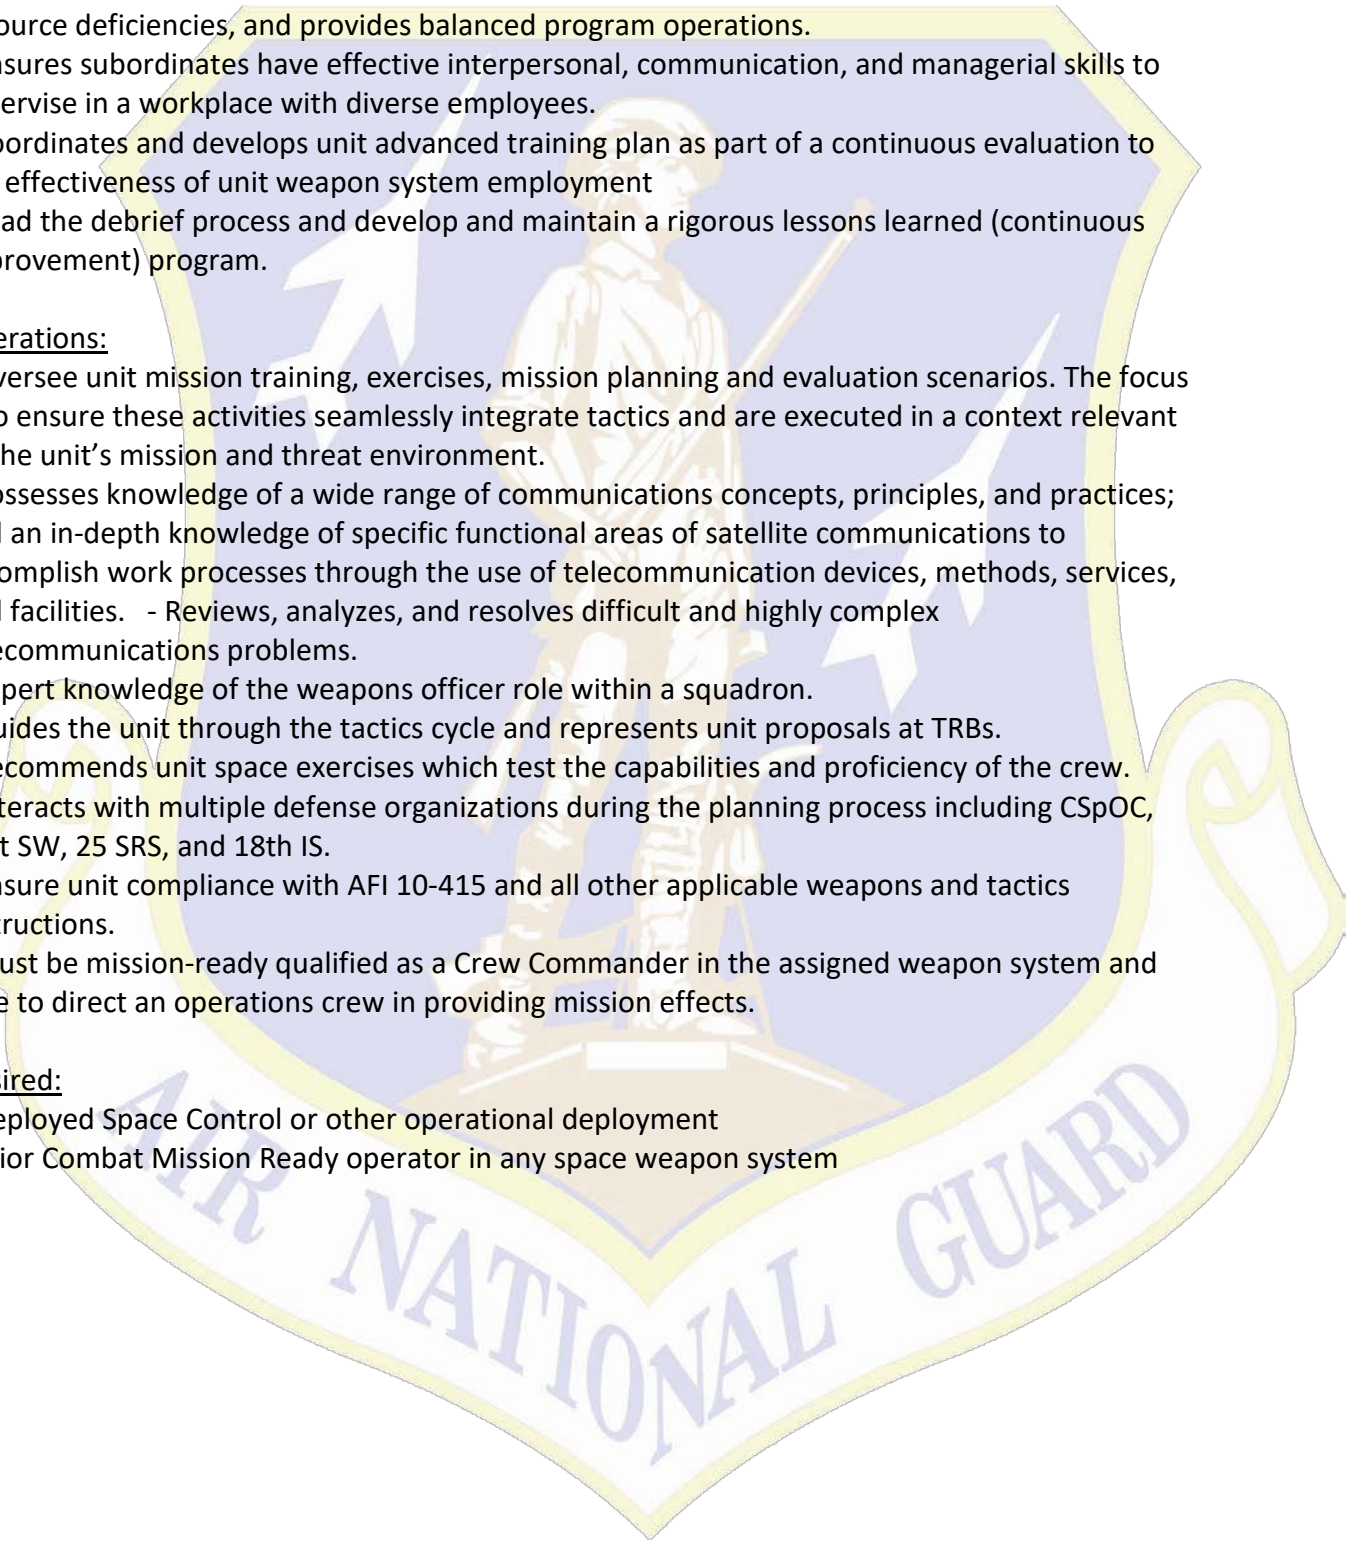 ource deficiencies, and provides balanced program operations.
nsures subordinates have effective interpersonal, communication, and managerial skills to
ervise in a workplace with diverse employees.
oordinates and develops unit advanced training plan as part of a continuous evaluation to
effectiveness of unit weapon system employment
ad the debrief process and develop and maintain a rigorous lessons learned (continuous
provement) program.
erations:
versee unit mission training, exercises, mission planning and evaluation scenarios. The focus
o ensure these activities seamlessly integrate tactics and are executed in a context relevant
the unit’s mission and threat environment.
ossesses knowledge of a wide range of communications concepts, principles, and practices;
d an in-depth knowledge of specific functional areas of satellite communications to
omplish work processes through the use of telecommunication devices, methods, services,
d facilities.   - Reviews, analyzes, and resolves difficult and highly complex
ecommunications problems.
pert knowledge of the weapons officer role within a squadron.
uides the unit through the tactics cycle and represents unit proposals at TRBs.
ecommends unit space exercises which test the capabilities and proficiency of the crew.
teracts with multiple defense organizations during the planning process including CSpOC,
t SW, 25 SRS, and 18th IS.
nsure unit compliance with AFI 10-415 and all other applicable weapons and tactics
tructions.
ust be mission-ready qualified as a Crew Commander in the assigned weapon system and
e to direct an operations crew in providing mission effects.
sired:
eployed Space Control or other operational deployment
ior Combat Mission Ready operator in any space weapon system
AIR NATIONAL GUARD